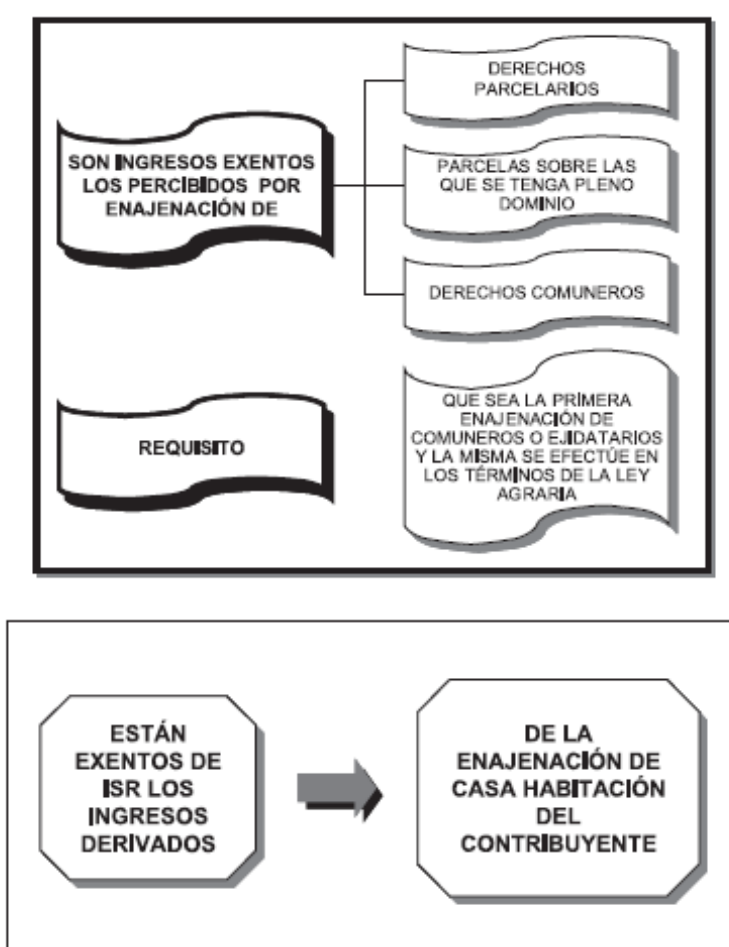 SON INGRESOS EXENTOS
LOS PERCIBIDOS POR
ENAJENACIÓN DE
DERECHOS
PARCELARIOS
PARCELAS SOBRE LAS
QUE SE TENGA PLENO
DOMINIO
DERECHOS COMUNEROS
REQUISITO
QUE SEA LA PRIMERA
ENAJENACIÓN DE
COMUNEROS O EJIDATARIOS
Y LA MISMA SE EFECTÚE EN
LOS TÉRMINOS DE LA LEY
AGRARIA
ESTÁN
EXENTOS DE
ISR LOS
INGRESOS
DERIVADOS
DE LA
ENAJENACIÓN DE
CASA HABITACIÓN
DEL
CONTRIBUYENTE